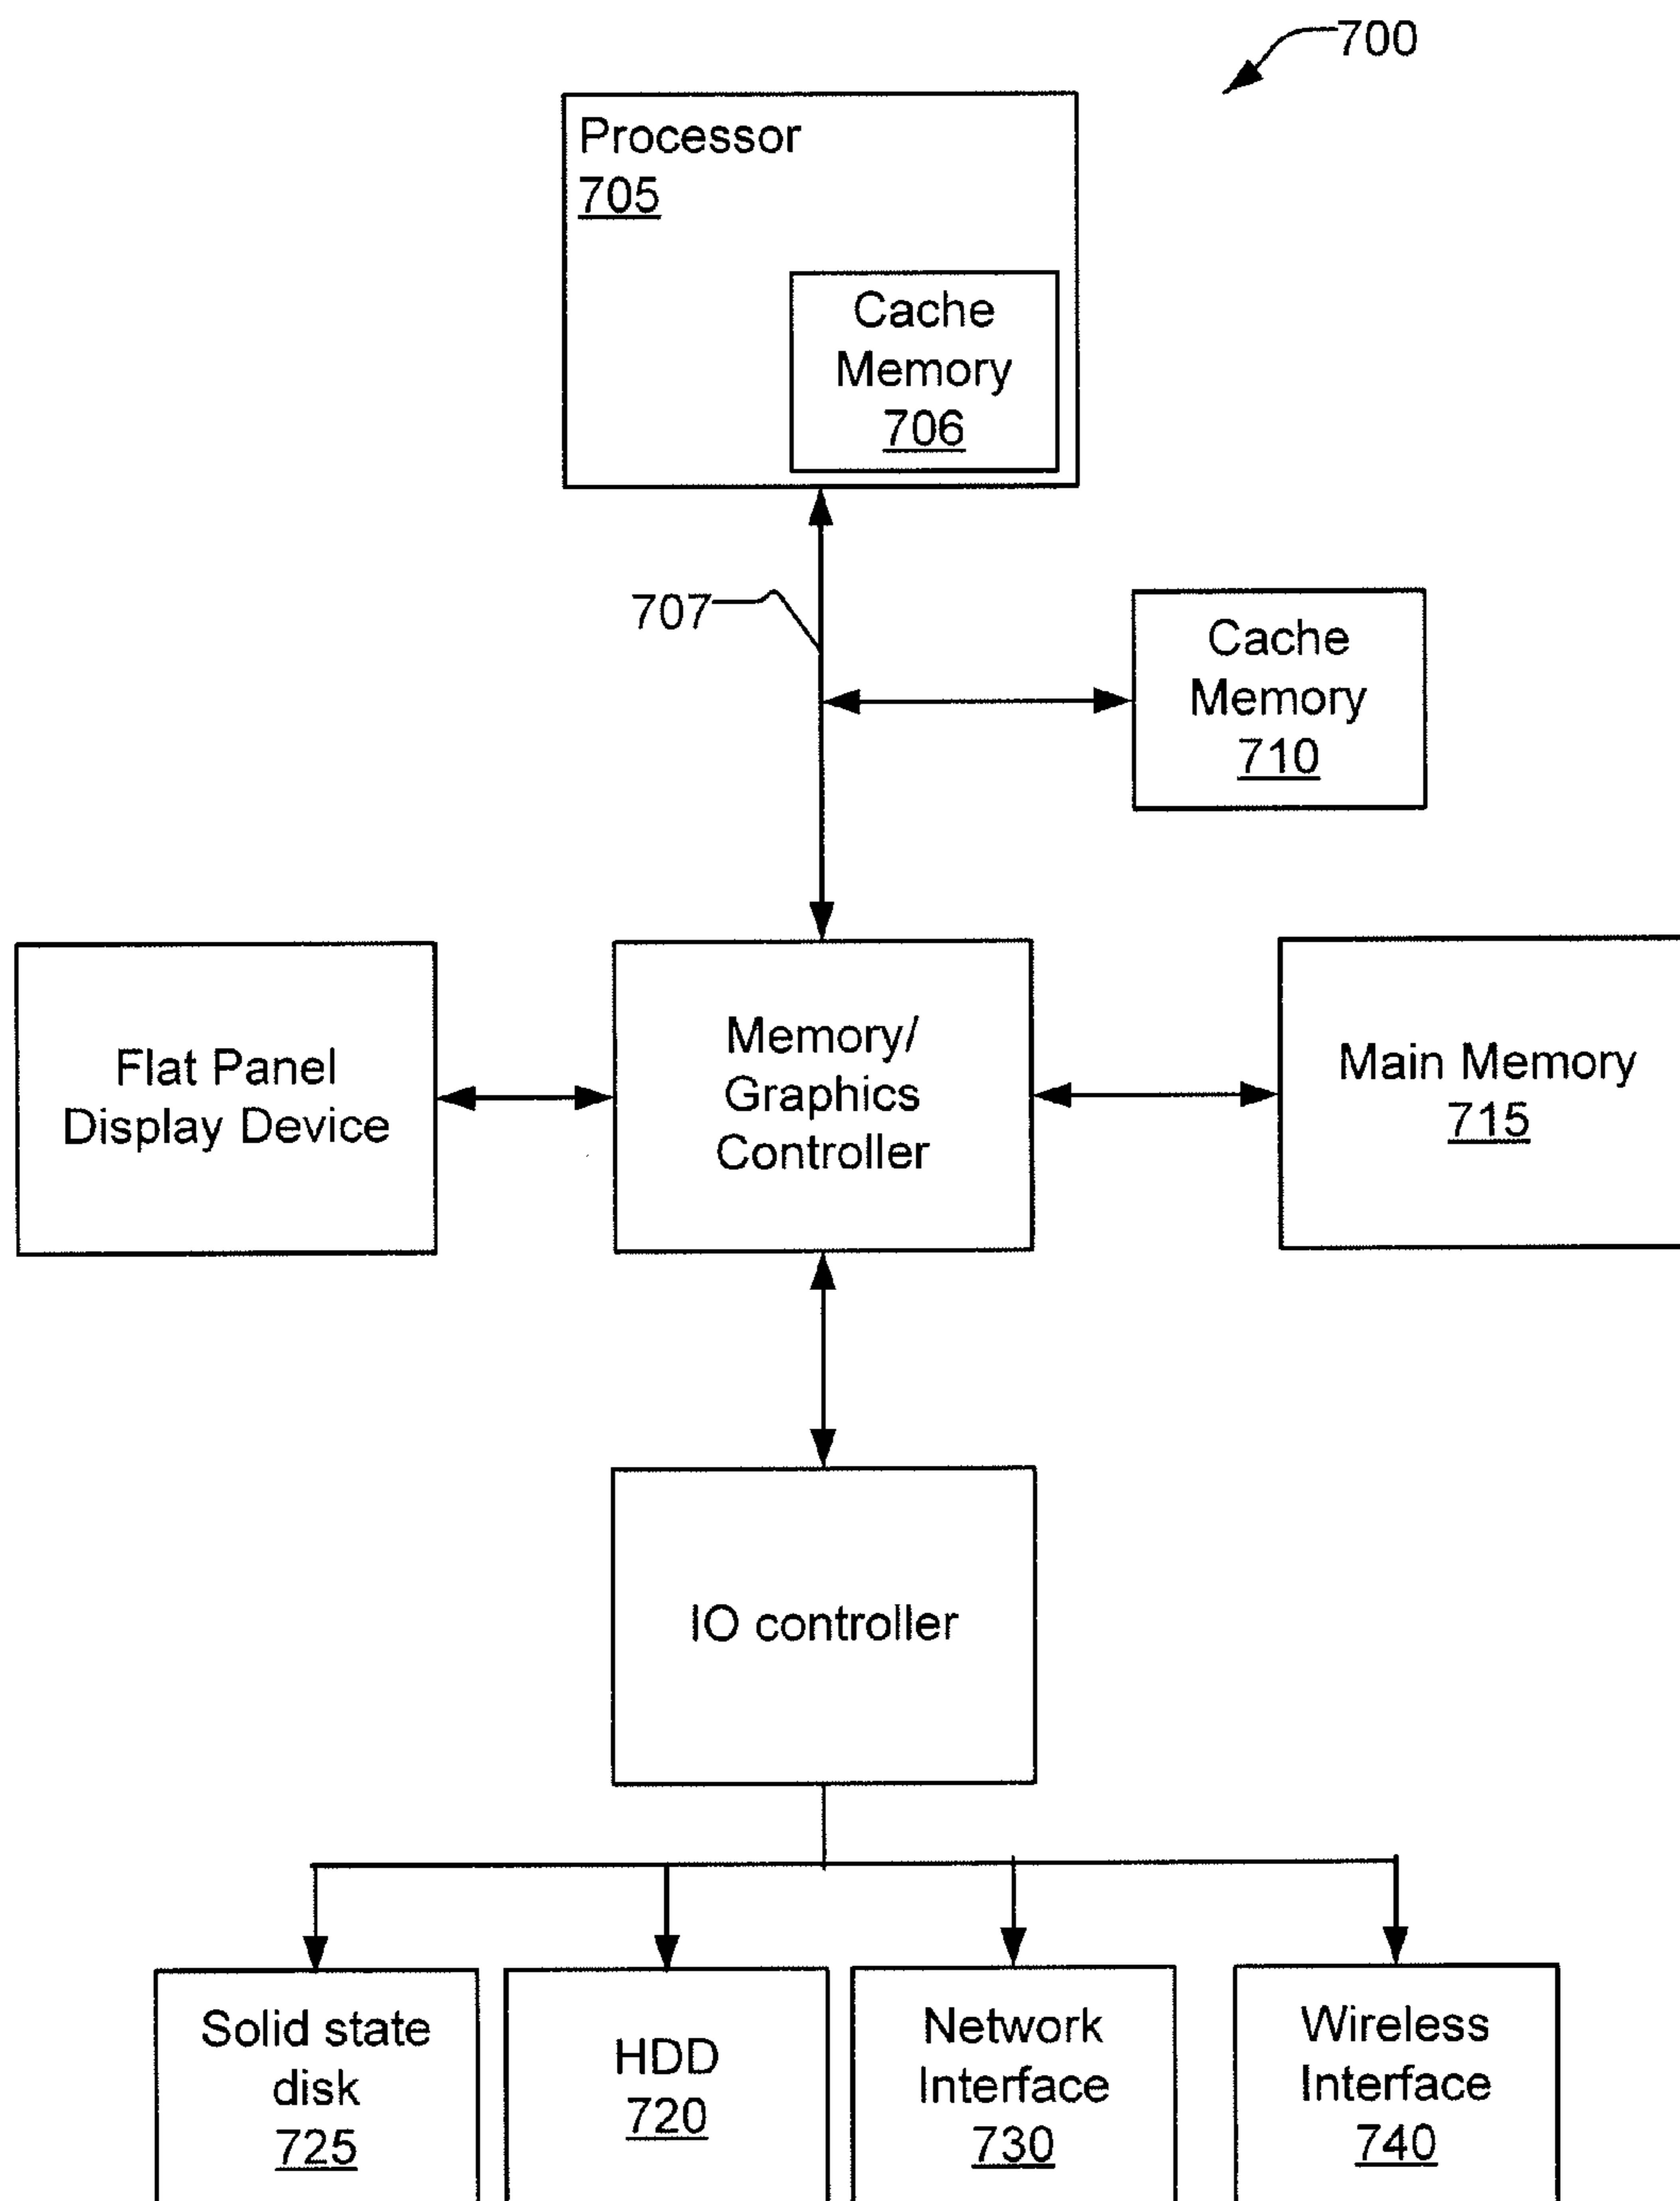 700
Processor
705
Cache
Memory
706
707
Cache
Memory
710
Flat Panel
Display Device
Memory/
Graphics
Controller
Main Memory
715
IO controller
Solid state
disk
725
HDD
720
Network
Interface
730
Wireless
Interface
740